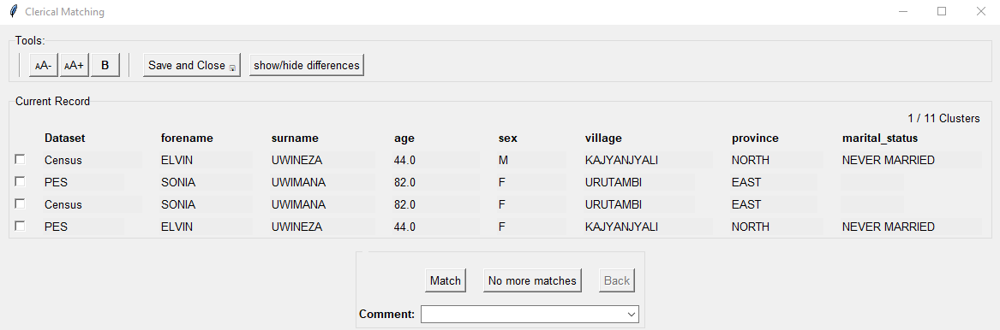 Clerical Matching
Tools:
AA- AA+ B Save and Close show/hide differences
Current Record
1 / 11 Clusters
Dataset forename surname age sex village province marital_status
Census ELVIN UWINEZA 44.0 M KAJYANJYALI NORTH NEVER MARRIED
PES SONIA UWIMANA 82.0 F URUTAMBI EAST
Census SONIA UWIMANA 82.0 F URUTAMBI EAST
PES ELVIN UWINEZA 44.0 F KAJYANJYALI NORTH NEVER MARRIED
Match No more matches Back
Comment: